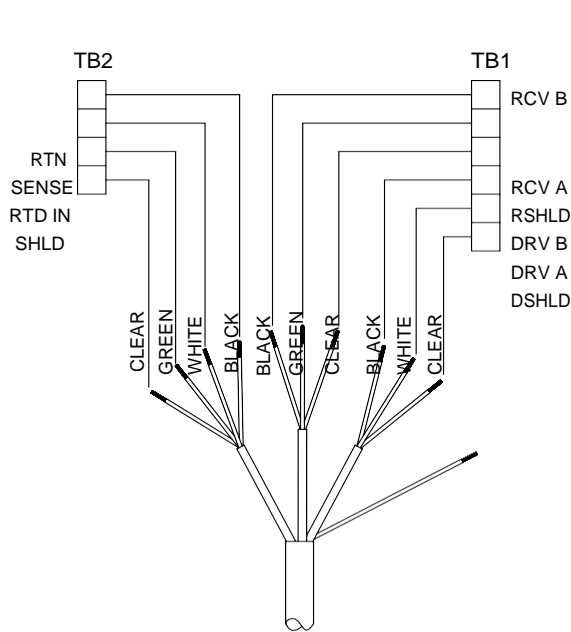 TB2
TB1
RCV B
RTN
SENSE
RTD IN
SHLD
RCV A
RSHLD
DRV B
DRV A
DSHLD
CLEAR
GREEN
WHITE
BLACK
BLACK
GREEN
CLEAR
BLACK
WHITE
CLEAR